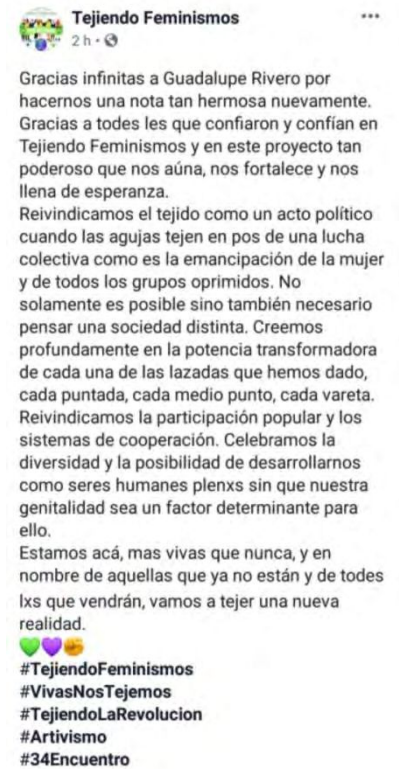 Tejiendo Feminismos
2 h ·
Gracias infinitas a Guadalupe Rivero por
hacernos una nota tan hermosa nuevamente.
Gracias a todes les que confiaron y confían en
Tejiendo Feminismos y en este proyecto tan
poderoso que nos aúna, nos fortalece y nos
llena de esperanza.
Reivindicamos el tejido como un acto político
cuando las agujas tejen en pos de una lucha
colectiva como es la emancipación de la mujer
y de todos los grupos oprimidos. No
solamente es posible sino también necesario
pensar una sociedad distinta. Creemos
profundamente en la potencia transformadora
de cada una de las lazadas que hemos dado,
cada puntada, cada medio punto, cada vareta.
Reivindicamos la participación popular y los
sistemas de cooperación. Celebramos la
diversidad y la posibilidad de desarrollarnos
como seres humanes plenxs sin que nuestra
genitalidad sea un factor determinante para
ello.
Estamos acá, mas vivas que nunca, y en
nombre de aquellas que ya no están y de todes
lxs que vendrán, vamos a tejer una nueva
realidad.
💚💜✊
#TejiendoFeminismos
#VivasNosTejemos
#TejiendoLaRevolucion
#Artivismo
#34Encuentro